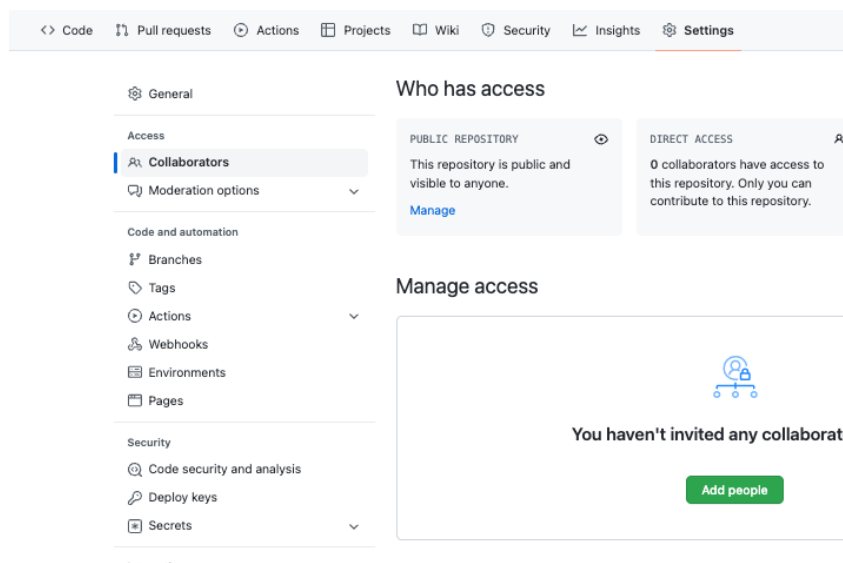 Code Pull requests Actions Projects Wiki Security Insights Settings
General
Access
Collaborators
Moderation options
Code and automation
Branches
Tags
Actions
Webhooks
Environments
Pages
Security
Code security and analysis
Deploy keys
Secrets
Who has access
PUBLIC REPOSITORY
This repository is public and
visible to anyone.
Manage
DIRECT ACCESS
0 collaborators have access to
this repository. Only you can
contribute to this repository.
Manage access
You haven't invited any collaborat
Add people